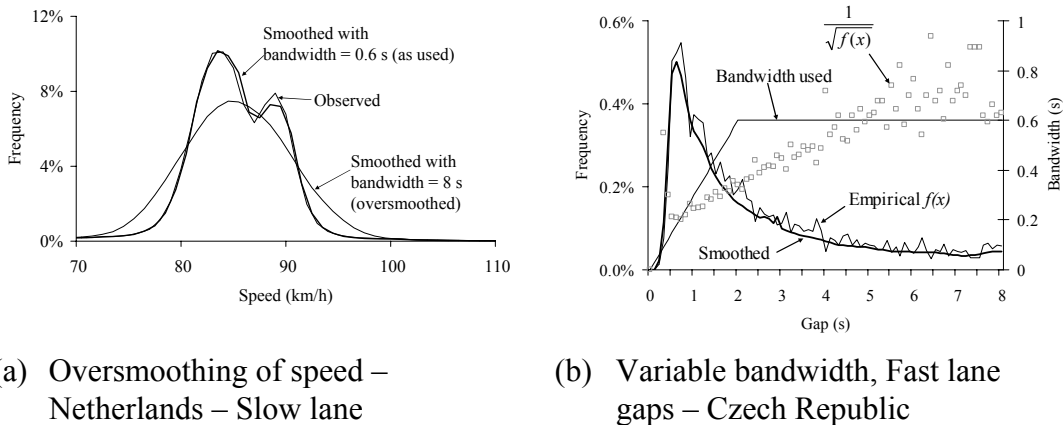 12%
8%
4%
0%
Frequency
70
80
90
100
110
Speed (km/h)
Smoothed with
bandwidth = 0.6 s (as used)
Observed
Smoothed with
bandwidth = 8 s
(oversmoothed)
0.6%
0.4%
0.2%
0.0%
Frequency
1
√f(x)
Bandwidth used
Empirical f(x)
Smoothed
1
0.8
0.6
0.4
0.2
0
Bandwidth (s)
0 1 2 3 4 5 6 7 8
Gap (s)
a) Oversmoothing of speed –
Netherlands – Slow lane
(b) Variable bandwidth, Fast lane
gaps – Czech Republic